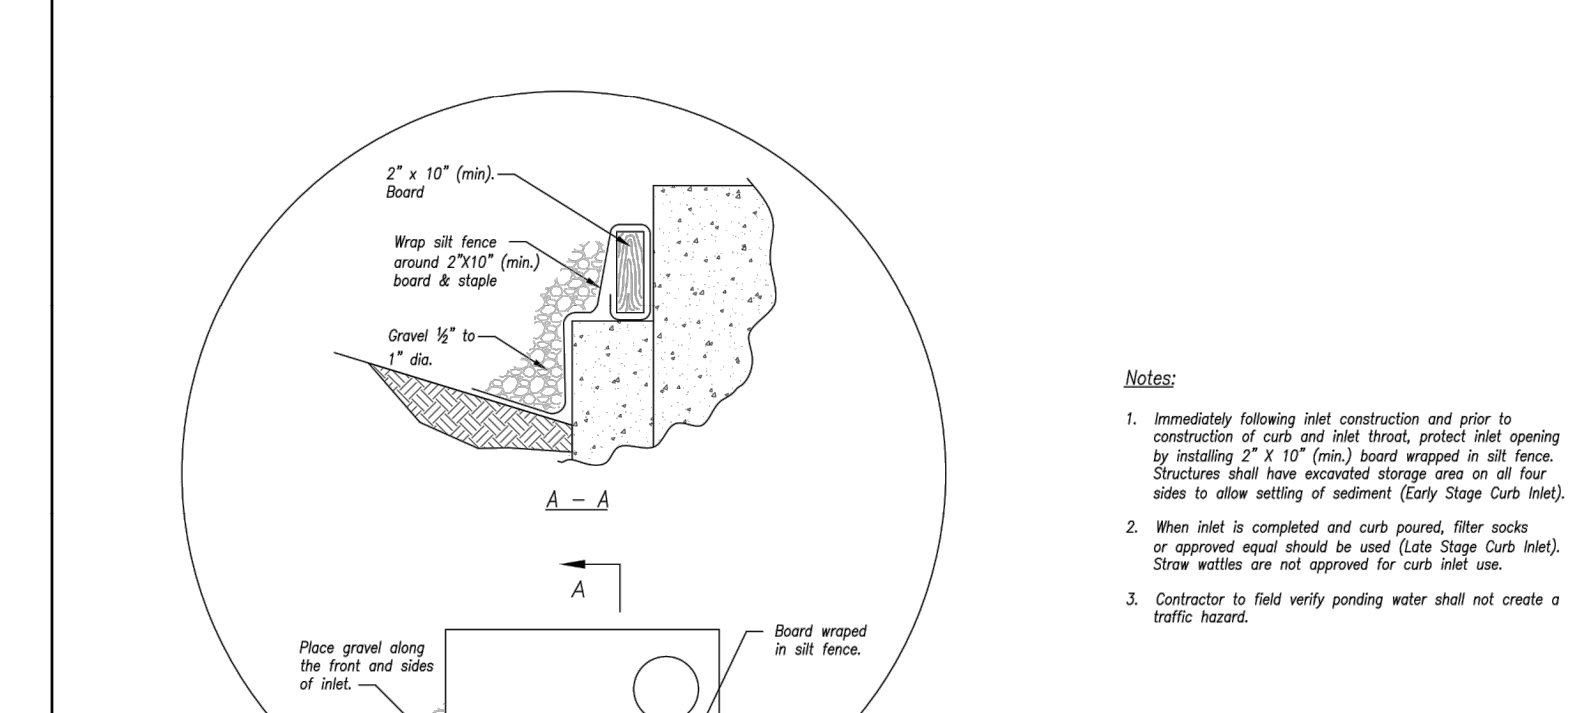 2" x 10" (min).
Board
Wrap silt fence
around 2"X10" (min.)
board & staple
Gravel ½" to
1" dia.
A - A
A
Place gravel along
the front and sides
of inlet.
Board wraped
in silt fence.
Notes:
1. Immediately following inlet construction and prior to
construction of curb and inlet throat, protect inlet opening
by installing 2" X 10" (min.) board wrapped in silt fence.
Structures shall have excavated storage area on all four
sides to allow settling of sediment (Early Stage Curb Inlet).
2. When inlet is completed and curb poured, filter socks
or approved equal should be used (Late Stage Curb Inlet).
Straw wattles are not approved for curb inlet use.
3. Contractor to field verify ponding water shall not create a
traffic hazard.